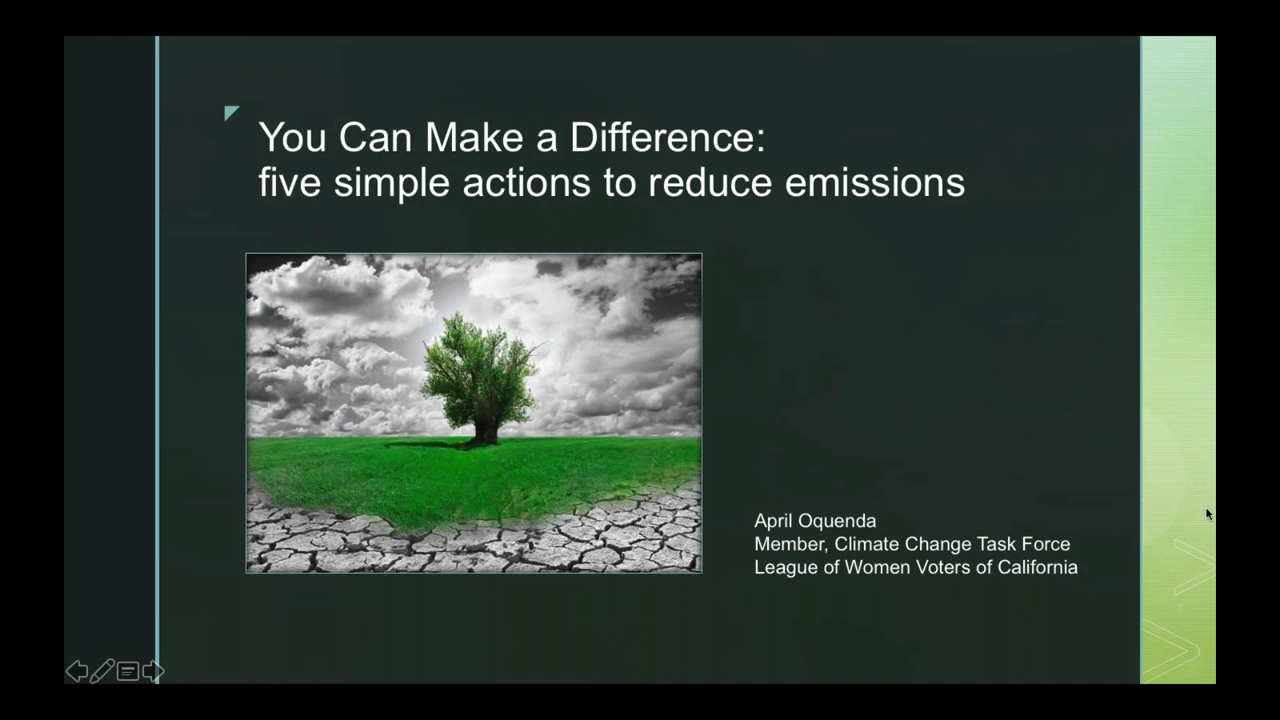 You Can Make a Difference:
five simple actions to reduce emissions
April Oquenda
Member, Climate Change Task Force
League of Women Voters of California